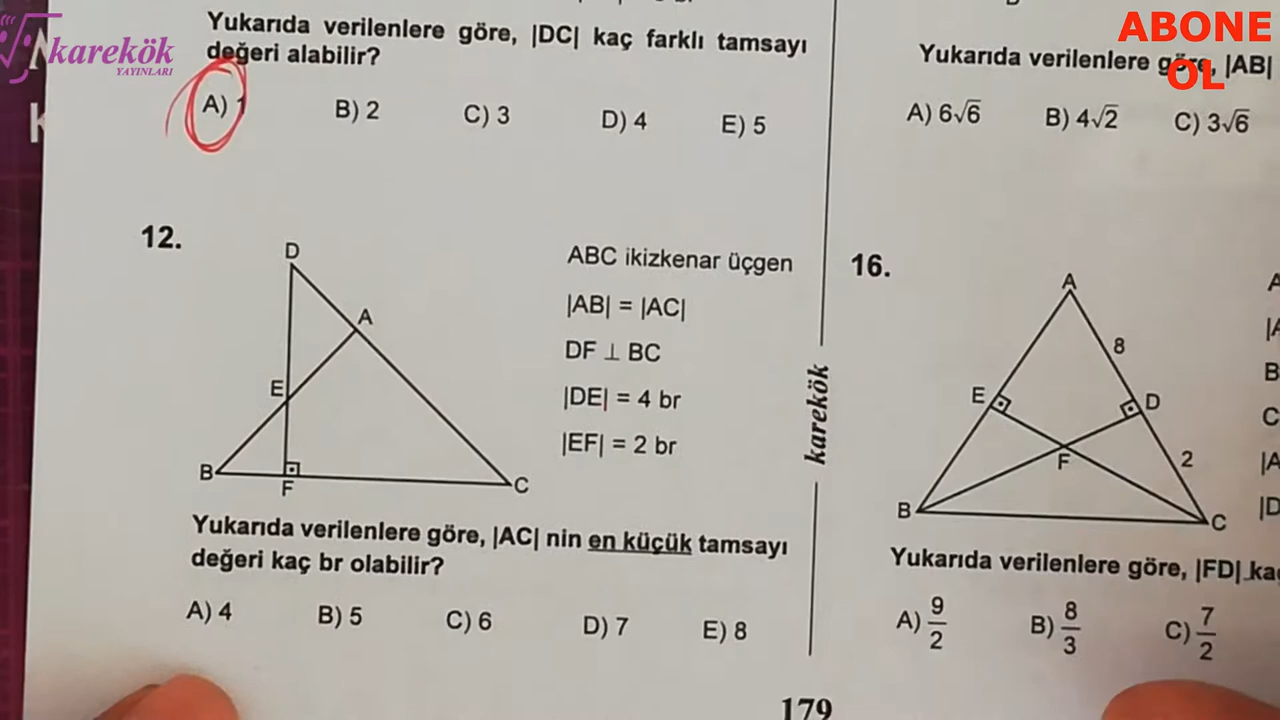 karekök
YAYINLARI
Yukarıda verilenlere göre, |DC| kaç farklı tamsayı
değeri alabilir?
A) 1
B) 2
C) 3
D) 4
E) 5
12.
D
A
E
B
F
C
ABC ikizkenar üçgen
|AB| = |AC|
DF ⊥ BC
|DE| = 4 br
|EF| = 2 br
Yukarıda verilenlere göre, |AC| nin en küçük tamsayı
değeri kaç br olabilir?
A) 4
B) 5
C) 6
D) 7
E) 8
karekök
179
ABONE
OL
Yukarıda verilenlere göre, |AB|
A) 6√6
B) 4√2
C) 3√6
16.
A
8
E
D
F
2
B
C
Yukarıda verilenlere göre, |FD|
A) 9/2
B) 8/3
C) 7/2